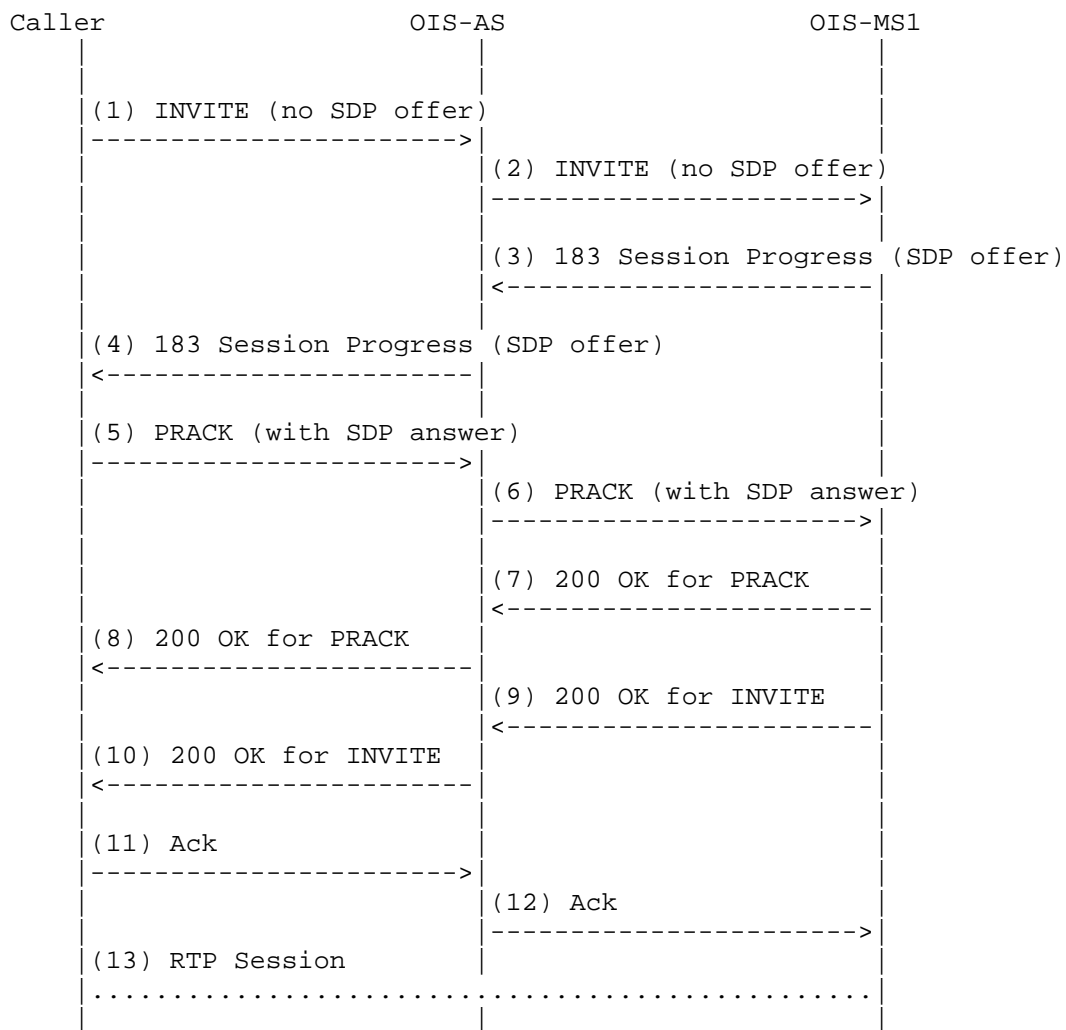 Caller OIS-AS OIS-MS1
(1) INVITE (no SDP offer)
(2) INVITE (no SDP offer)
(3) 183 Session Progress (SDP offer)
(4) 183 Session Progress (SDP offer)
(5) PRACK (with SDP answer)
(6) PRACK (with SDP answer)
(7) 200 OK for PRACK
(8) 200 OK for PRACK
(9) 200 OK for INVITE
(10) 200 OK for INVITE
(11) Ack
(12) Ack
(13) RTP Session